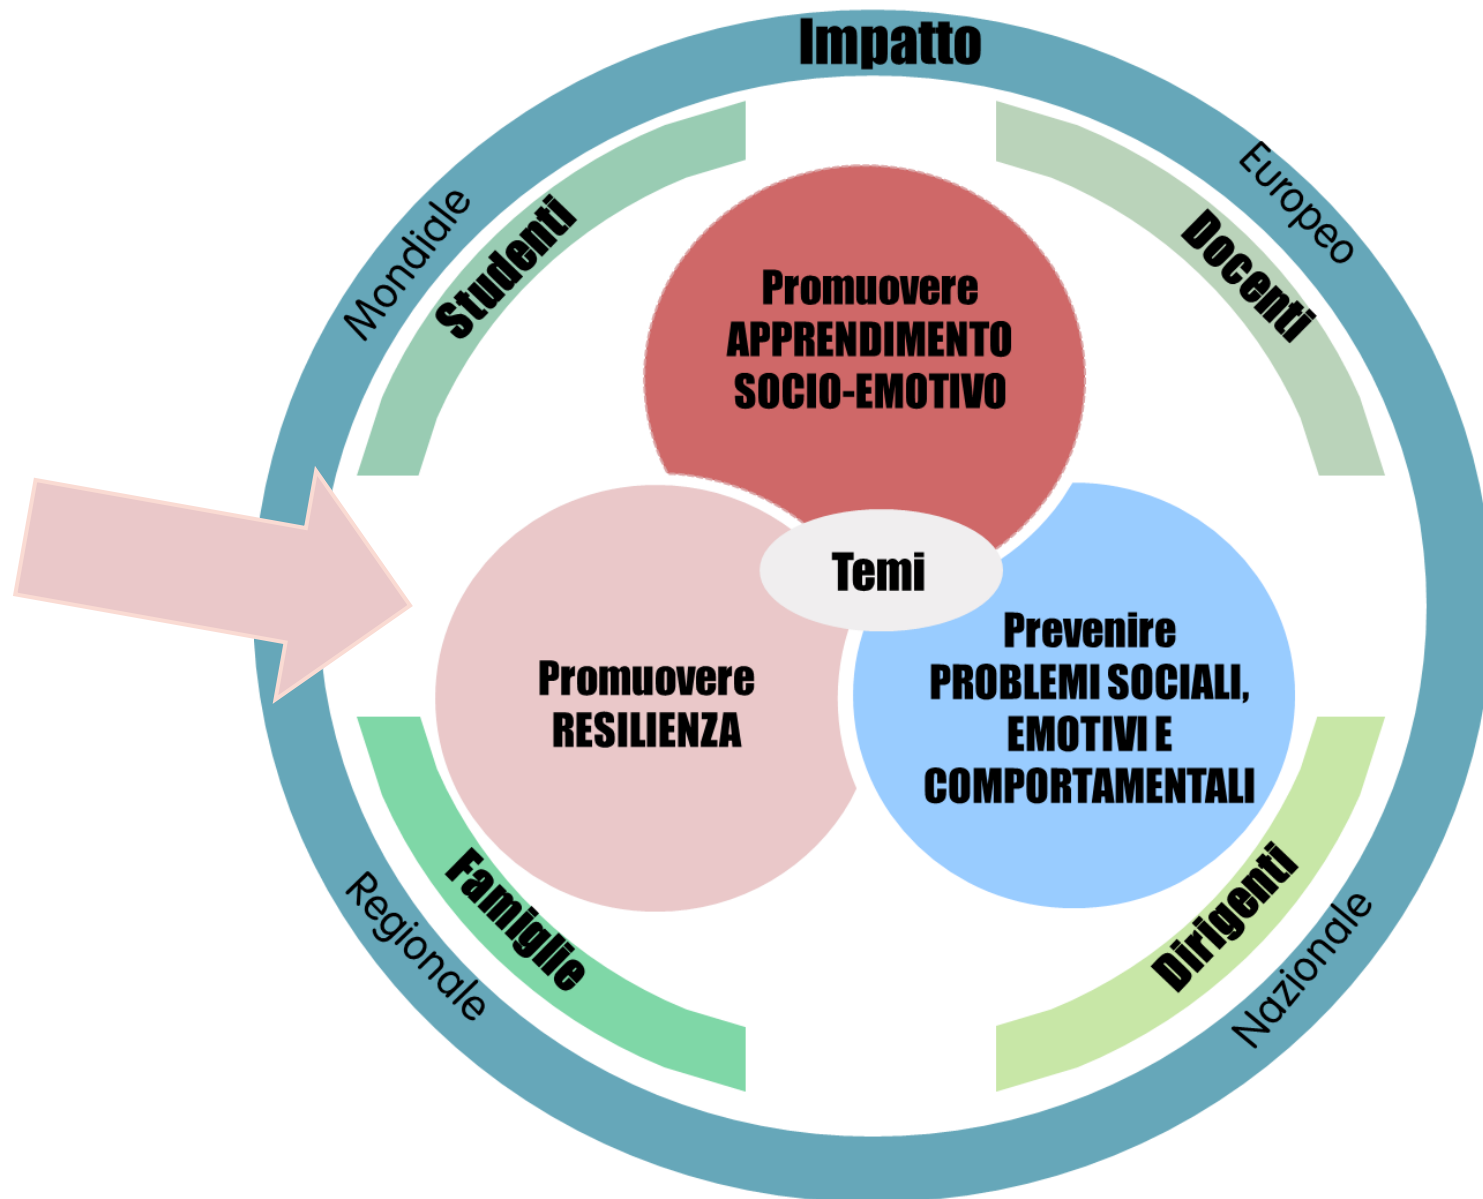 Impatto
Mondiale
Europeo
Studenti
Docenti
Promuovere
APPRENDIMENTO
SOCIO-EMOTIVO
Temi
Promuovere
RESILIENZA
Prevenire
PROBLEMI SOCIALI,
EMOTIVI E
COMPORTAMENTALI
Famiglie
Dirigenti
Regionale
Nazionale